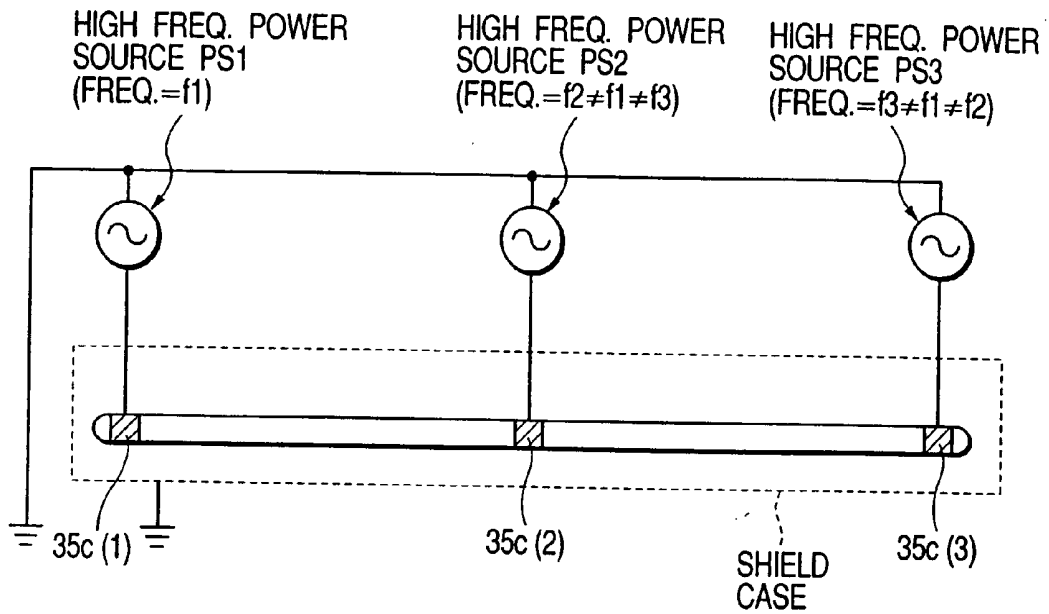 HIGH FREQ. POWER
SOURCE PS1
(FREQ.=f1)
HIGH FREQ. POWER
SOURCE PS2
(FREQ.=f2≠f1≠f3)
HIGH FREQ. POWER
SOURCE PS3
(FREQ.=f3≠f1≠f2)
35c (1)
35c (2)
35c (3)
SHIELD
CASE